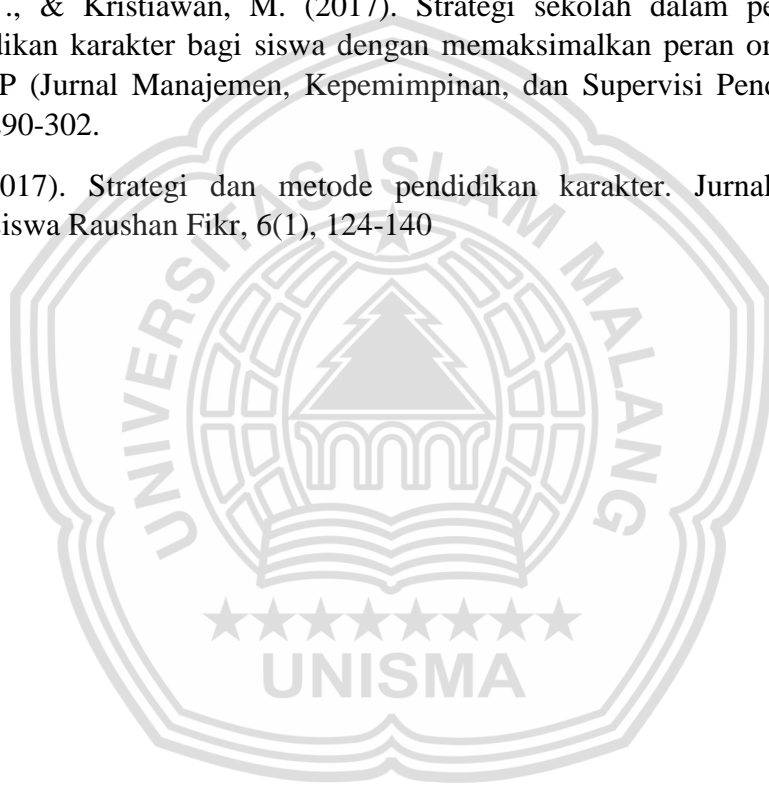 ., & Kristiawan, M. (2017). Strategi sekolah dalam pe
dikan karakter bagi siswa dengan memaksimalkan peran or
P (Jurnal Manajemen, Kepemimpinan, dan Supervisi Pend
90-302.
017). Strategi dan metode pendidikan karakter. Jurnal
iswa Raushan Fikr, 6(1), 124-140
UNIVERSITAS ISLAM MALANG
UNISMA